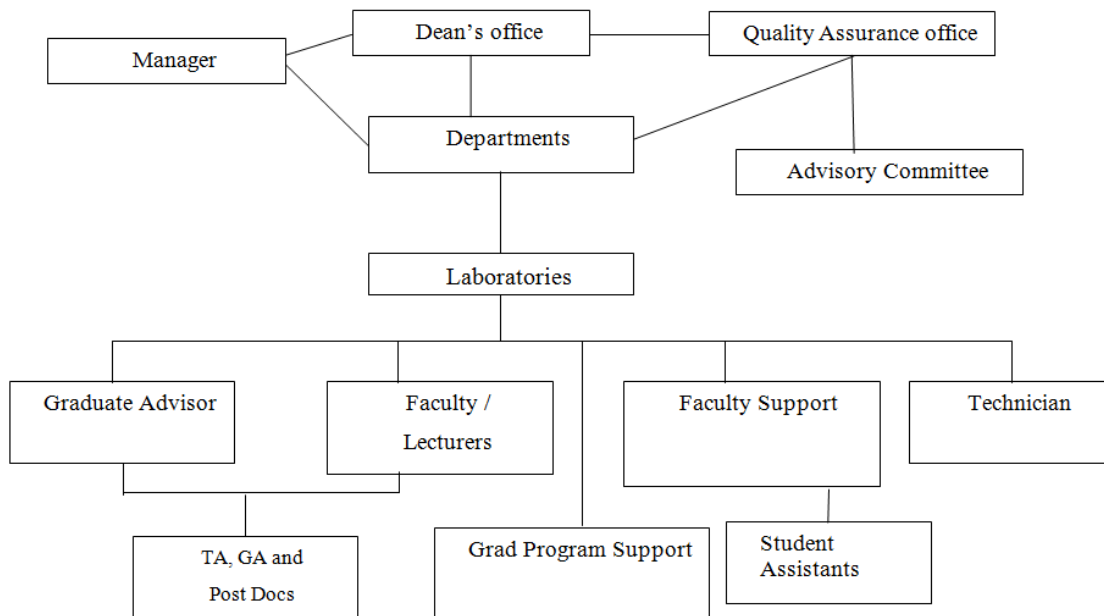 Dean’s office
Quality Assurance office
Manager
Departments
Advisory Committee
Laboratories
Graduate Advisor
Faculty /
Lecturers
Faculty Support
Technician
TA, GA and
Post Docs
Grad Program Support
Student
Assistants